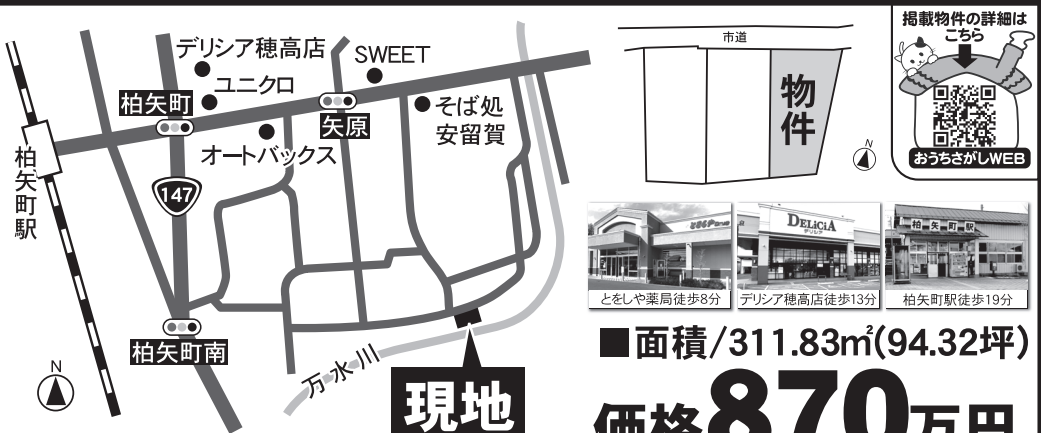 デリシア穂高店
SWEET
ユニクロ
柏矢町
矢原
そば処
安留賀
オートバックス
柏矢町駅
147
柏矢町南
N
万水川
現地
市道
物件
N
掲載物件の詳細は
こちら
おうちさがしWEB
DELiCiA
デリシア
柏矢町駅
とをしや薬局徒歩8分
デリシア穂高店徒歩13分
柏矢町駅徒歩19分
■面積/311.83㎡(94.32坪)
価格870万円